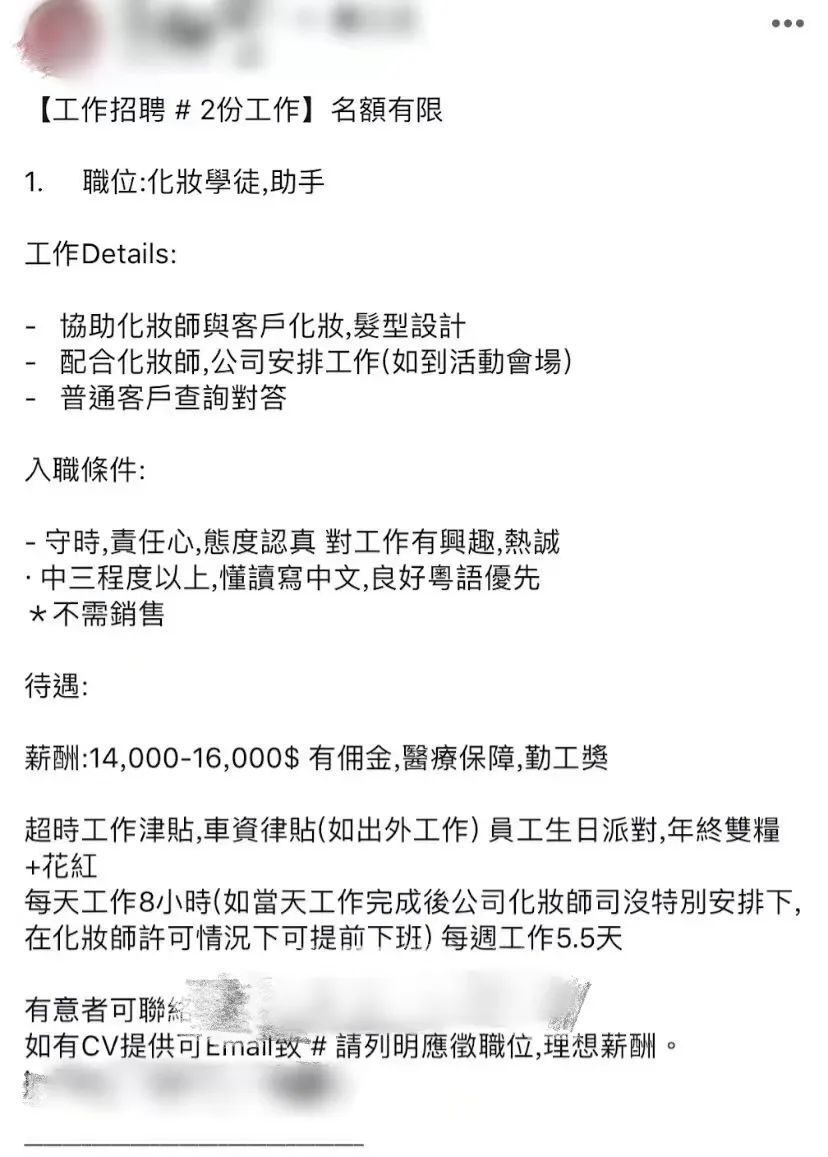 【工作招聘 # 2份工作】名額有限
1. 職位:化妝學徒,助手
工作Details:
- 協助化妝師與客戶化妝,髮型設計
- 配合化妝師,公司安排工作(如到活動會場)
- 普通客戶查詢對答
入職條件:
- 守時,責任心,態度認真 對工作有興趣,熱誠
· 中三程度以上,懂讀寫中文,良好粵語優先
＊不需銷售
待遇:
薪酬:14,000-16,000$ 有佣金,醫療保障,勤工獎
超時工作津貼,車資律貼(如出外工作) 員工生日派對,年終雙糧
+花紅
每天工作8小時(如當天工作完成後公司化妝師司沒特別安排下,
在化妝師許可情況下可提前下班) 每週工作5.5天
有意者可聯絡
如有CV提供可Email致 # 請列明應徵職位,理想薪酬。